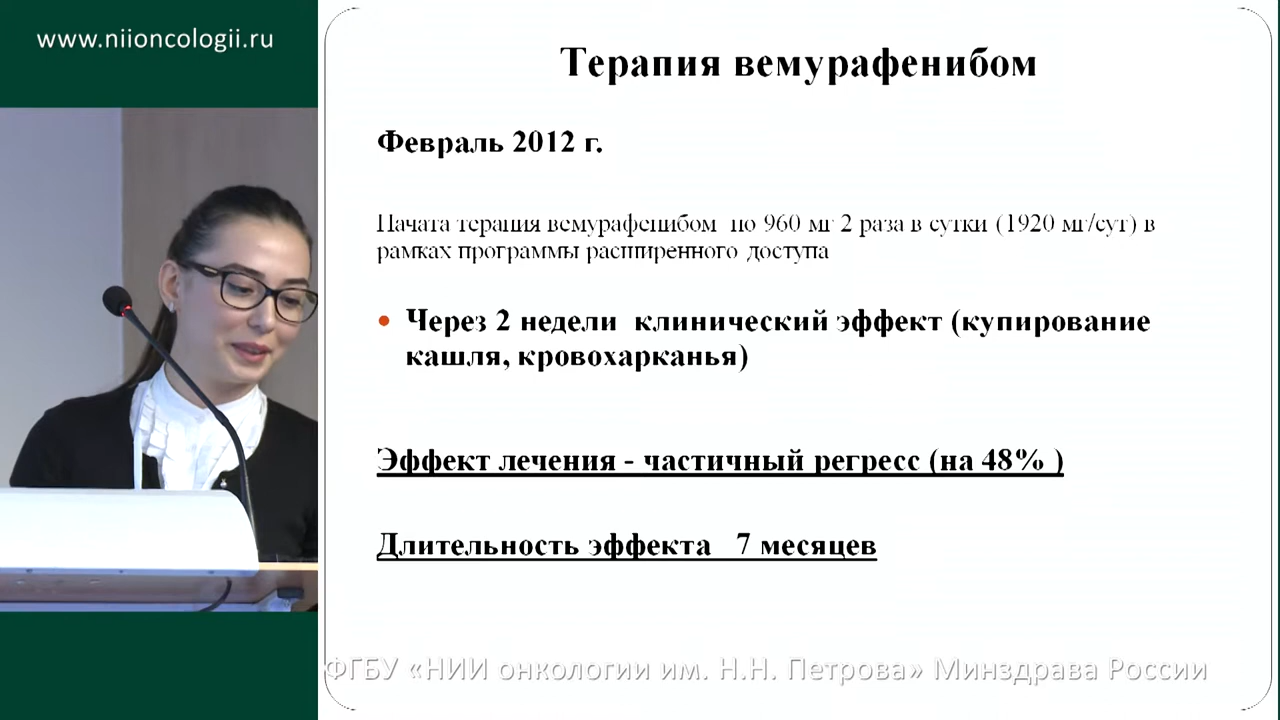 www.niioncologii.ru
Терапия вемурафенибом
Февраль 2012 г.
Начата терапия вемурафенибом по 960 мг 2 раза в сутки (1920 мг/сут) в
рамках программы расширенного доступа
• Через 2 недели клинический эффект (купирование
кашля, кровохарканья)
Эффект лечения - частичный регресс (на 48% )
Длительность эффекта 7 месяцев
ФГБУ «НИИ онкологии им. Н.Н. Петрова» Минздрава России